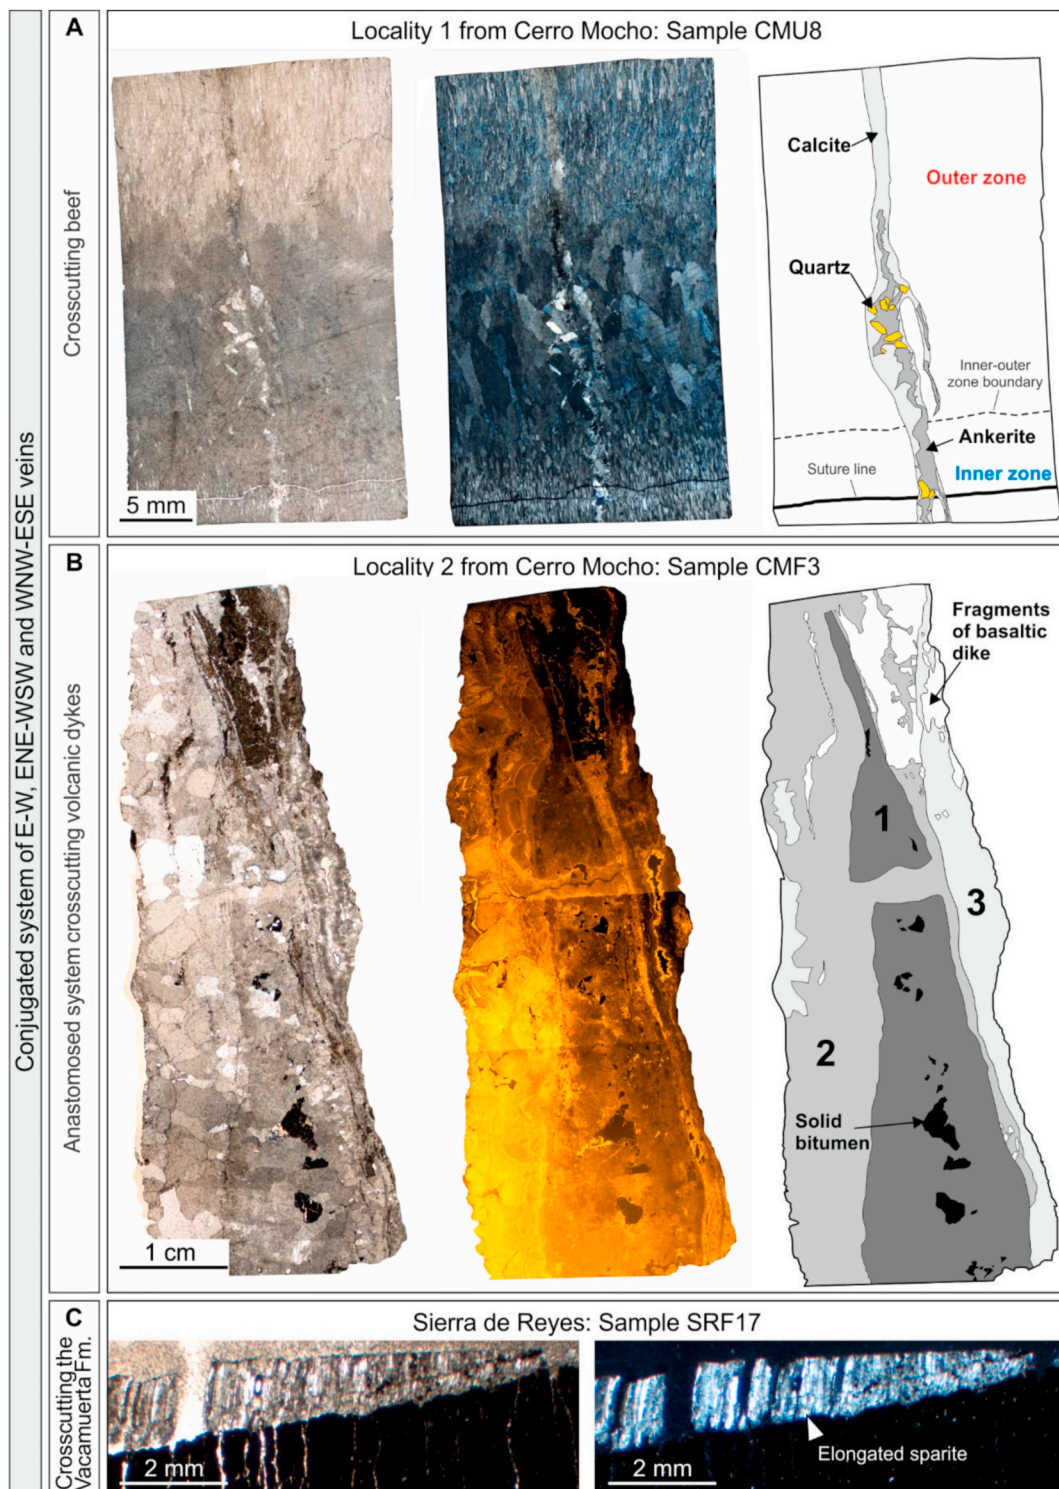 Conjugated system of E-W, ENE-WSW and WNW-ESE veins
A
Crosscutting beef
Locality 1 from Cerro Mocho: Sample CMU8
5 mm
Calcite
Outer zone
Quartz
Inner-outer
zone boundary
Ankerite
Suture line
Inner zone
B
Anastomosed system crosscutting volcanic dykes
Locality 2 from Cerro Mocho: Sample CMF3
1 cm
Fragments
of basaltic
dike
1
3
2
Solid
bitumen
C
Crosscutting the
Vacamuerta Fm.
Sierra de Reyes: Sample SRF17
2 mm
2 mm
Elongated sparite